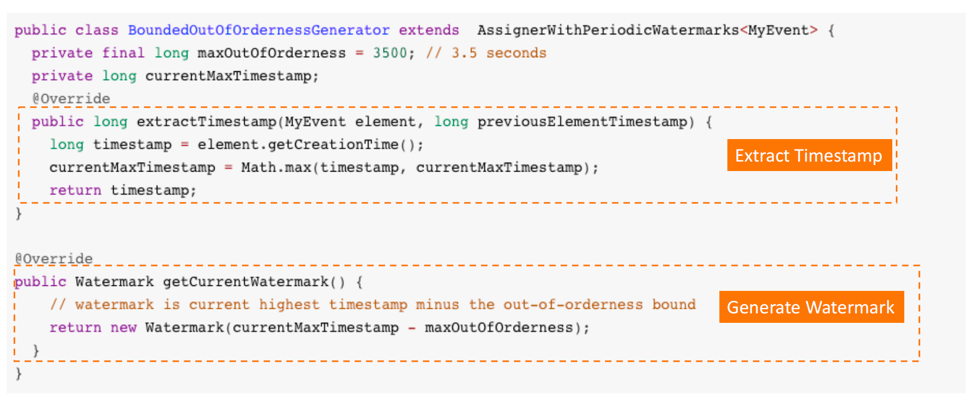 public class BoundedOutOfOrdernessGenerator extends AssignerWithPeriodicWatermarks<MyEvent> {
private final long maxOutOfOrderness = 3500; // 3.5 seconds
private long currentMaxTimestamp;
@Override
public long extractTimestamp(MyEvent element, long previousElementTimestamp) {
long timestamp = element.getCreationTime();
currentMaxTimestamp = Math.max(timestamp, currentMaxTimestamp);
return timestamp;
Extract Timestamp
}
@Override
public Watermark getCurrentWatermark() {
// watermark is current highest timestamp minus the out-of-orderness bound
return new Watermark(currentMaxTimestamp - maxOutOfOrderness);
Generate Watermark
}
}